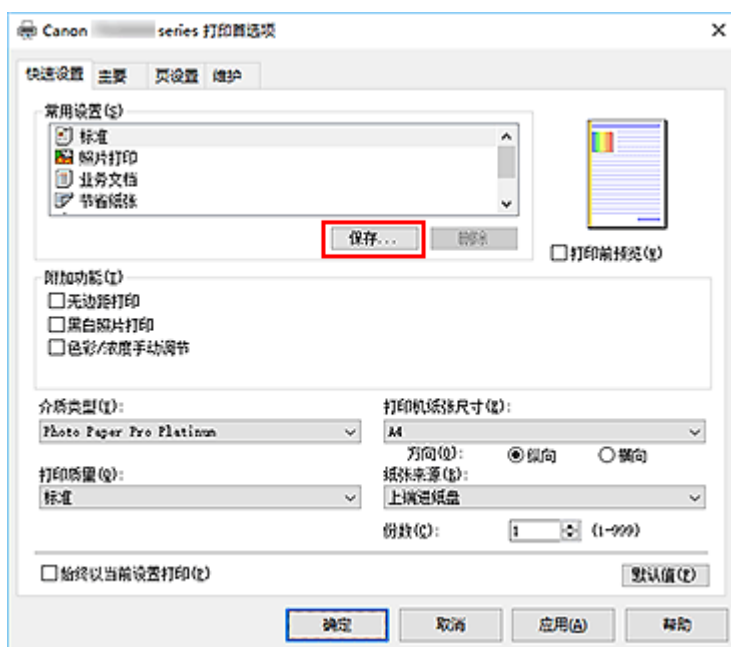 Canon series 打印首选项
快速设置 主要 页设置 维护
常用设置(S)
标准
照片打印
业务文档
节省纸张
保存... 删除
打印前预览(V)
附加功能(I)
无边距打印
黑白照片打印
色彩/浓度手动调节
介质类型(I): 打印机纸张尺寸(Z):
Photo Paper Pro Platinum A4
方向(O): 纵向 横向
打印质量(Q): 纸张来源(B):
标准 上端进纸盘
份数(C): 1 (1-999)
始终以当前设置打印(P) 默认值(F)
确定 取消 应用(A) 帮助